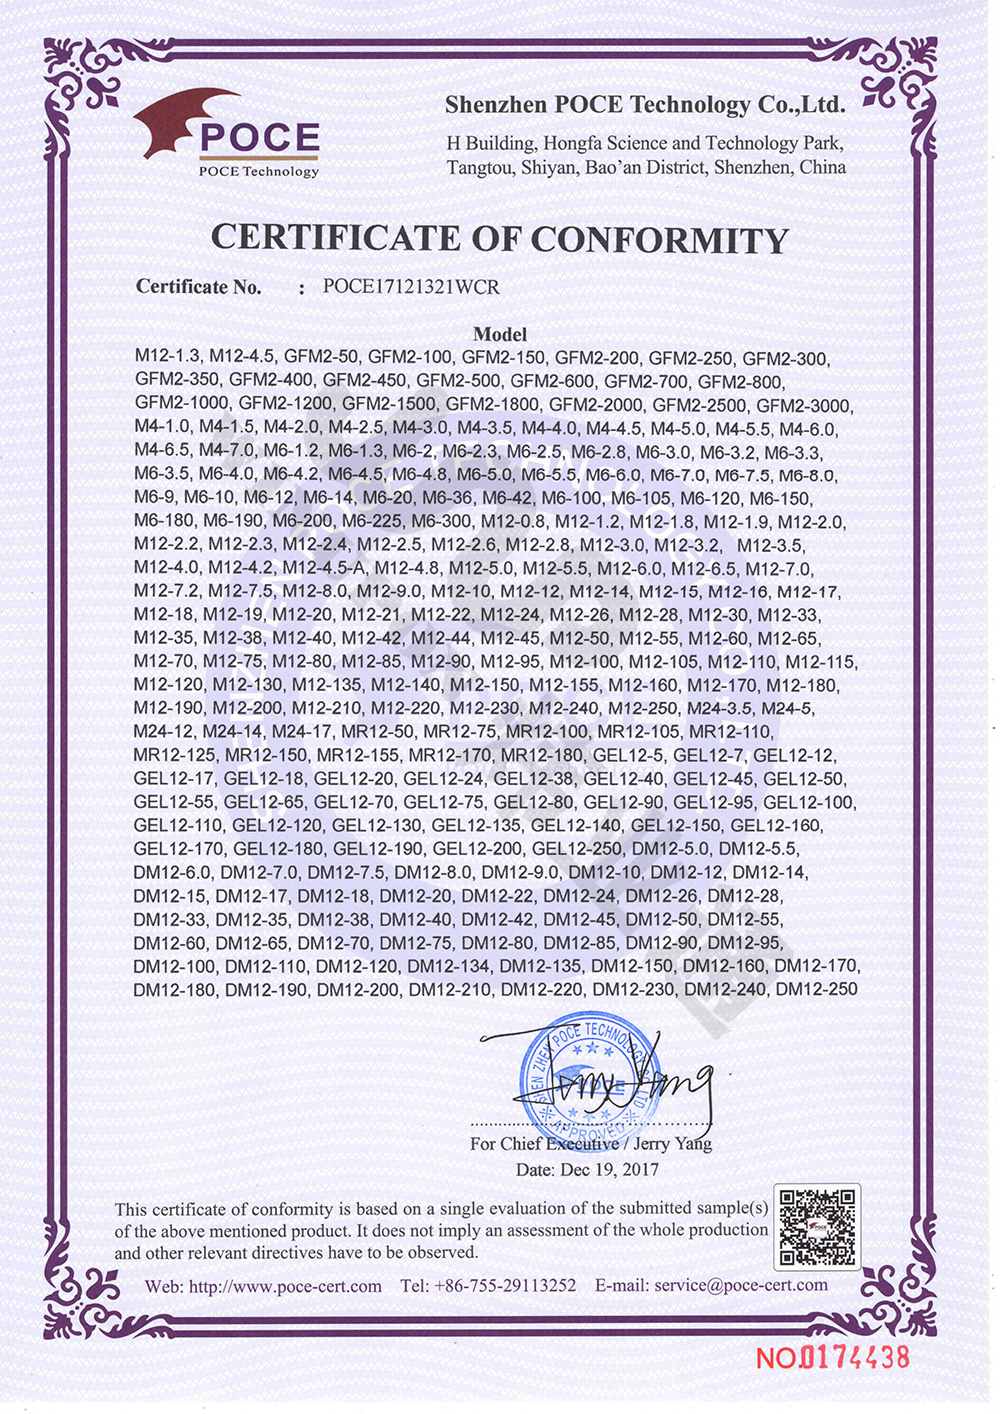 POCE
POCE Technology
Shenzhen POCE Technology Co.,Ltd.
H Building, Hongfa Science and Technology Park,
Tangtou, Shiyan, Bao'an District, Shenzhen, China
CERTIFICATE OF CONFORMITY
Certificate No. : POCE17121321WCR
Model
M12-1.3, M12-4.5, GFM2-50, GFM2-100, GFM2-150, GFM2-200, GFM2-250, GFM2-300,
GFM2-350, GFM2-400, GFM2-450, GFM2-500, GFM2-600, GFM2-700, GFM2-800,
GFM2-1000, GFM2-1200, GFM2-1500, GFM2-1800, GFM2-2000, GFM2-2500, GFM2-3000,
M4-1.0, M4-1.5, M4-2.0, M4-2.5, M4-3.0, M4-3.5, M4-4.0, M4-4.5, M4-5.0, M4-5.5, M4-6.0,
M4-6.5, M4-7.0, M6-1.2, M6-1.3, M6-2, M6-2.3, M6-2.5, M6-2.8, M6-3.0, M6-3.2, M6-3.3,
M6-3.5, M6-4.0, M6-4.2, M6-4.5, M6-4.8, M6-5.0, M6-5.5, M6-6.0, M6-7.0, M6-7.5, M6-8.0,
M6-9, M6-10, M6-12, M6-14, M6-20, M6-36, M6-42, M6-100, M6-105, M6-120, M6-150,
M6-180, M6-190, M6-200, M6-225, M6-300, M12-0.8, M12-1.2, M12-1.8, M12-1.9, M12-2.0,
M12-2.2, M12-2.3, M12-2.4, M12-2.5, M12-2.6, M12-2.8, M12-3.0, M12-3.2, M12-3.5,
M12-4.0, M12-4.2, M12-4.5-A, M12-4.8, M12-5.0, M12-5.5, M12-6.0, M12-6.5, M12-7.0,
M12-7.2, M12-7.5, M12-8.0, M12-9.0, M12-10, M12-12, M12-14, M12-15, M12-16, M12-17,
M12-18, M12-19, M12-20, M12-21, M12-22, M12-24, M12-26, M12-28, M12-30, M12-33,
M12-35, M12-38, M12-40, M12-42, M12-44, M12-45, M12-50, M12-55, M12-60, M12-65,
M12-70, M12-75, M12-80, M12-85, M12-90, M12-95, M12-100, M12-105, M12-110, M12-115,
M12-120, M12-130, M12-135, M12-140, M12-150, M12-155, M12-160, M12-170, M12-180,
M12-190, M12-200, M12-210, M12-220, M12-230, M12-240, M12-250, M24-3.5, M24-5,
M24-12, M24-14, M24-17, MR12-50, MR12-75, MR12-100, MR12-105, MR12-110,
MR12-125, MR12-150, MR12-155, MR12-170, MR12-180, GEL12-5, GEL12-7, GEL12-12,
GEL12-17, GEL12-18, GEL12-20, GEL12-24, GEL12-38, GEL12-40, GEL12-45, GEL12-50,
GEL12-55, GEL12-65, GEL12-70, GEL12-75, GEL12-80, GEL12-90, GEL12-95, GEL12-100,
GEL12-110, GEL12-120, GEL12-130, GEL12-135, GEL12-140, GEL12-150, GEL12-160,
GEL12-170, GEL12-180, GEL12-190, GEL12-200, GEL12-250, DM12-5.0, DM12-5.5,
DM12-6.0, DM12-7.0, DM12-7.5, DM12-8.0, DM12-9.0, DM12-10, DM12-12, DM12-14,
DM12-15, DM12-17, DM12-18, DM12-20, DM12-22, DM12-24, DM12-26, DM12-28,
DM12-33, DM12-35, DM12-38, DM12-40, DM12-42, DM12-45, DM12-50, DM12-55,
DM12-60, DM12-65, DM12-70, DM12-75, DM12-80, DM12-85, DM12-90, DM12-95,
DM12-100, DM12-110, DM12-120, DM12-134, DM12-135, DM12-150, DM12-160, DM12-170,
DM12-180, DM12-190, DM12-200, DM12-210, DM12-220, DM12-230, DM12-240, DM12-250
SHEN ZHEN POCE TECHNOLOGY CO.,LTD
APPROVED
For Chief Executive / Jerry Yang
Date: Dec 19, 2017
This certificate of conformity is based on a single evaluation of the submitted sample(s)
of the above mentioned product. It does not imply an assessment of the whole production
and other relevant directives have to be observed.
Web: http://www.poce-cert.com Tel: +86-755-29113252 E-mail: service@poce-cert.com
NO.0174438